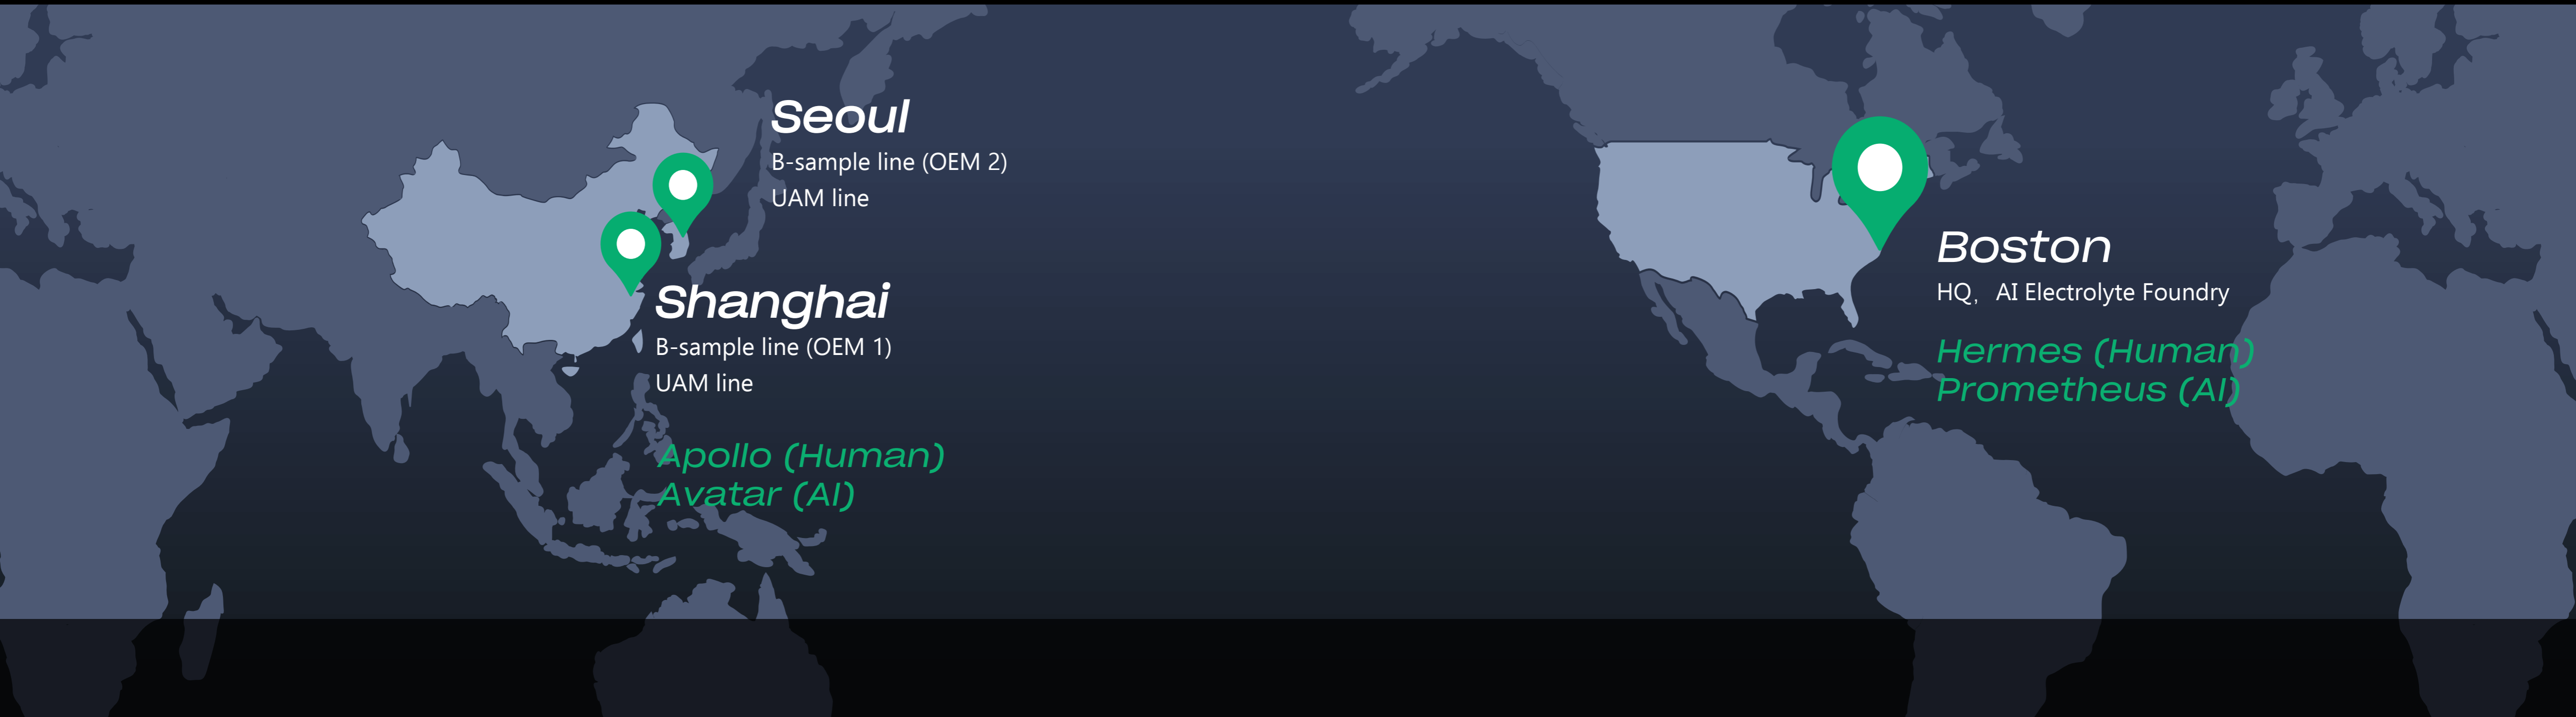 Seoul
B-sample line (OEM 2)
UAM line
Shanghai
B-sample line (OEM 1)
UAM line
Apollo (Human)
Avatar (AI)
Boston
HQ， AI Electrolyte Foundry
Hermes (Human)
Prometheus (AI)